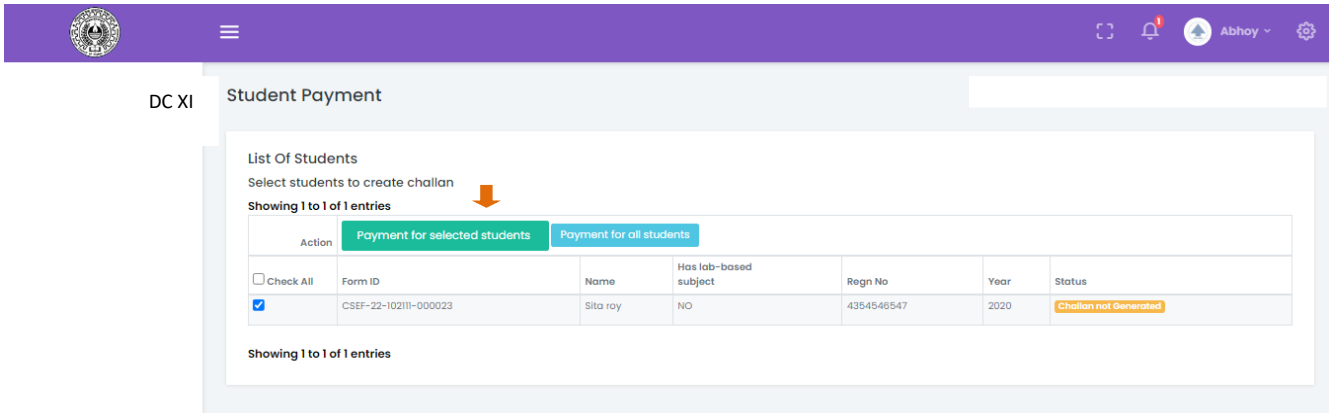 1
Abhoy
DC XI
Student Payment
List Of Students
Select students to create challan
Showing 1 to 1 of 1 entries
Action Payment for selected students Payment for all students
Check All Form ID Name Has lab-based subject Regn No Year Status
CSEF-22-102111-000023 Sita roy NO 4354546547 2020 Challan not Generated
Showing 1 to 1 of 1 entries